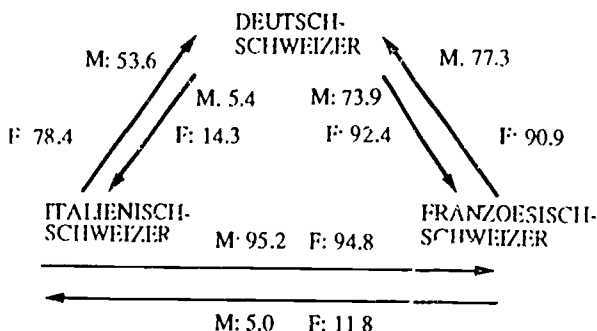 DEUTSCH-
SCHWEIZER
M: 53.6
M. 77.3
M. 5.4
M: 73.9
F: 78.4
F: 14.3
F: 92.4
F: 90.9
ITALIENISCH-
SCHWEIZER
FRANZOESISCH-
SCHWEIZER
M: 95.2 F: 94.8
M: 5.0 F: 11.8